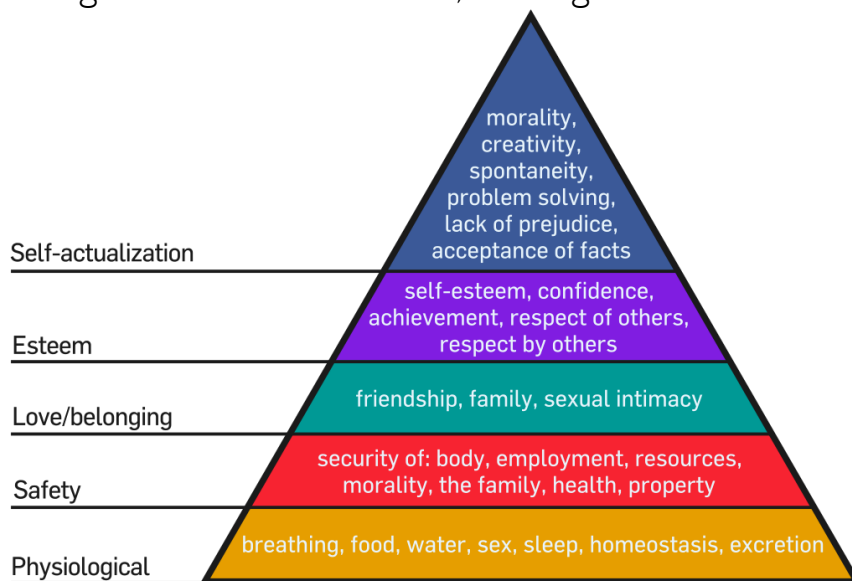 morality,
creativity,
spontaneity,
problem solving,
lack of prejudice,
acceptance of facts
Self-actualization
self-esteem, confidence,
achievement, respect of others,
respect by others
Esteem
friendship, family, sexual intimacy
Love/belonging
security of: body, employment, resources,
morality, the family, health, property
Safety
breathing, food, water, sex, sleep, homeostasis, excretion
Physiological